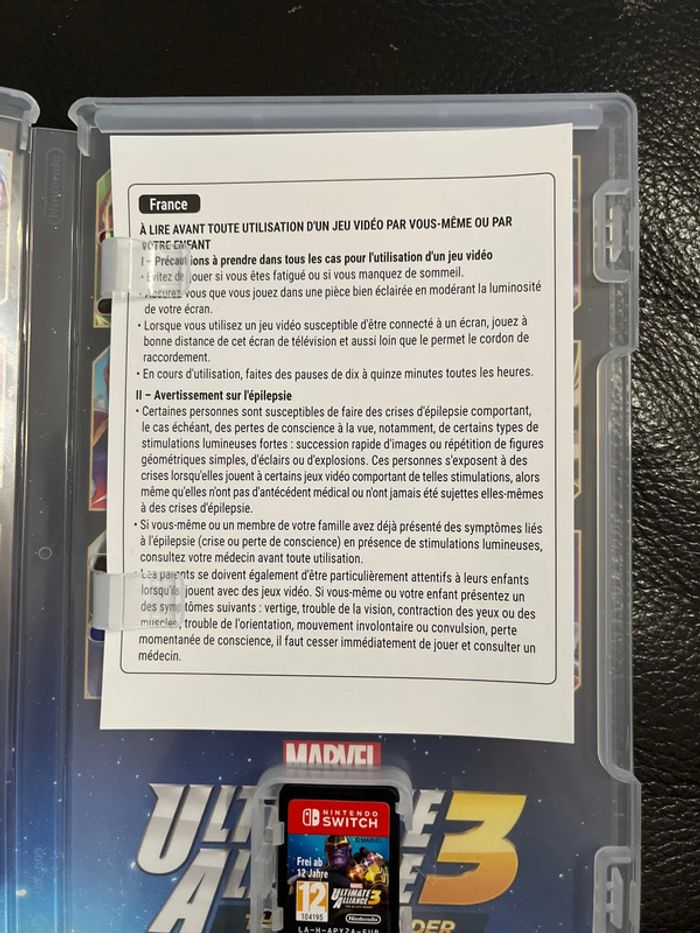 France
À LIRE AVANT TOUTE UTILISATION D'UN JEU VIDÉO PAR VOUS-MÊME OU PAR
VOTRE ENFANT
I – Précautions à prendre dans tous les cas pour l'utilisation d'un jeu vidéo
• Évitez de jouer si vous êtes fatigué ou si vous manquez de sommeil.
• Assurez vous que vous jouez dans une pièce bien éclairée en modérant la luminosité
de votre écran.
• Lorsque vous utilisez un jeu vidéo susceptible d'être connecté à un écran, jouez à
bonne distance de cet écran de télévision et aussi loin que le permet le cordon de
raccordement.
• En cours d'utilisation, faites des pauses de dix à quinze minutes toutes les heures.
II – Avertissement sur l'épilepsie
• Certaines personnes sont susceptibles de faire des crises d'épilepsie comportant,
le cas échéant, des pertes de conscience à la vue, notamment, de certains types de
stimulations lumineuses fortes : succession rapide d'images ou répétition de figures
géométriques simples, d'éclairs ou d'explosions. Ces personnes s'exposent à des
crises lorsqu'elles jouent à certains jeux vidéo comportant de telles stimulations, alors
même qu'elles n'ont pas d'antécédent médical ou n'ont jamais été sujettes elles-mêmes
à des crises d'épilepsie.
• Si vous-même ou un membre de votre famille avez déjà présenté des symptômes liés
à l'épilepsie (crise ou perte de conscience) en présence de stimulations lumineuses,
consultez votre médecin avant toute utilisation.
Les parents se doivent également d'être particulièrement attentifs à leurs enfants
lorsqu'ils jouent avec des jeux vidéo. Si vous-même ou votre enfant présentez un
des symptômes suivants : vertige, trouble de la vision, contraction des yeux ou des
muscles, trouble de l'orientation, mouvement involontaire ou convulsion, perte
momentanée de conscience, il faut cesser immédiatement de jouer et consulter un
médecin.
MARVEL
3
NINTENDO
SWITCH
© MARVEL
Frei ab
12 Jahre
12
104195
MARVEL
ULTIMATE
ALLIANCE 3
Nintendo
LA-H-APYZA-EUR
Nintendo